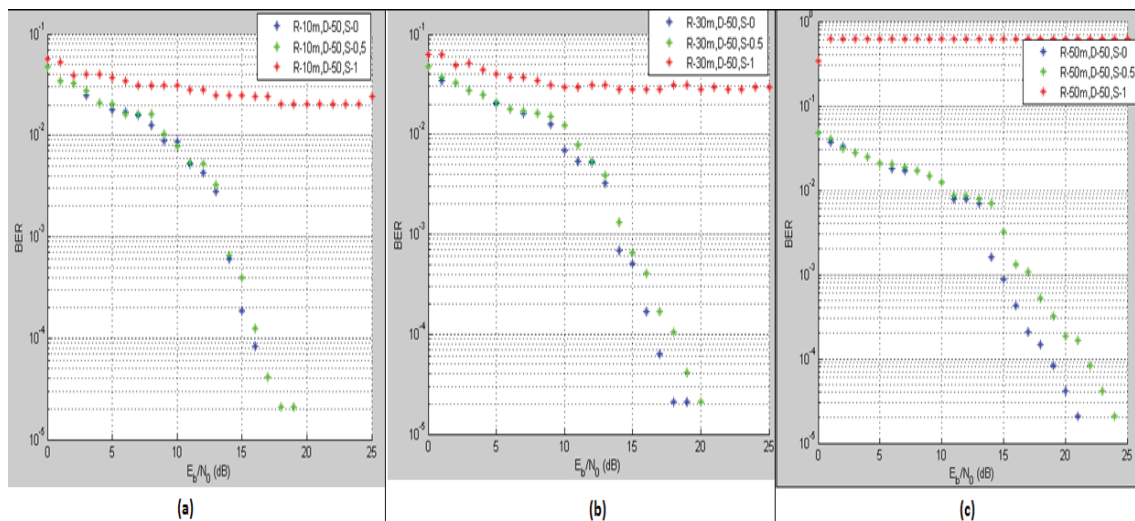 R-10m,D-50,S-0
R-10m,D-50,S-0,5
R-10m,D-50,S-1
10^-1
10^-2
10^-3
10^-4
10^-5
BER
0 5 10 15 20 25
E_b/N_0 (dB)
(a)
R-30m,D-50,S-0
R-30m,D-50,S-0.5
R-30m,D-50,S-1
10^-1
10^-2
10^-3
10^-4
10^-5
BER
0 5 10 15 20 25
E_b/N_0 (dB)
(b)
R-50m,D-50,S-0
R-50m,D-50,S-0.5
R-50m,D-50,S-1
10^0
10^-1
10^-2
10^-3
10^-4
10^-5
BER
0 5 10 15 20 25
E_b/N_0 (dB)
(c)